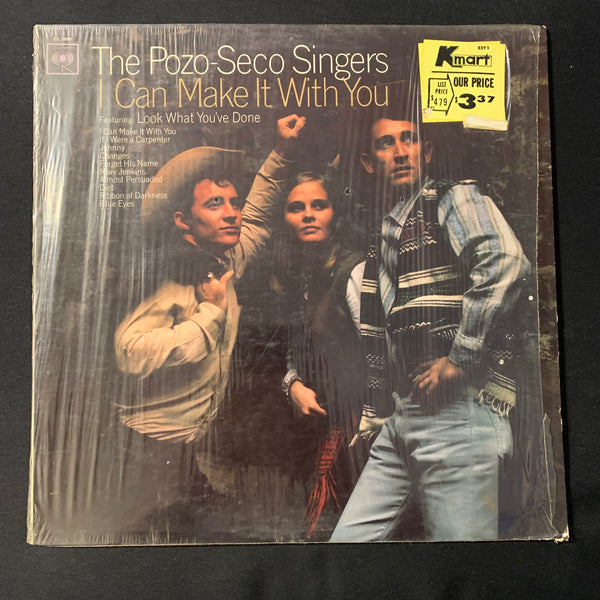 The Pozo-Seco Singers
I Can Make It With You
Featuring: Look What You've Done
I Can Make It With You
If I Were a Carpenter
Johnny
Changes
Forget His Name
Mary Jenkins
Almost Persuaded
Diet
Ribbon of Darkness
Blue Eyes
Kmart
LIST PRICE
$4.79
OUR PRICE
$3.37